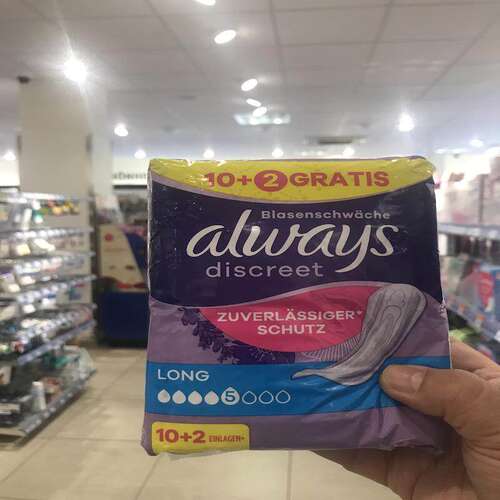 10+2 GRATIS
Blasenschwäche
always
discreet
ZUVERLÄSSIGER*
SCHUTZ
LONG
5
10+2 EINLAGEN*